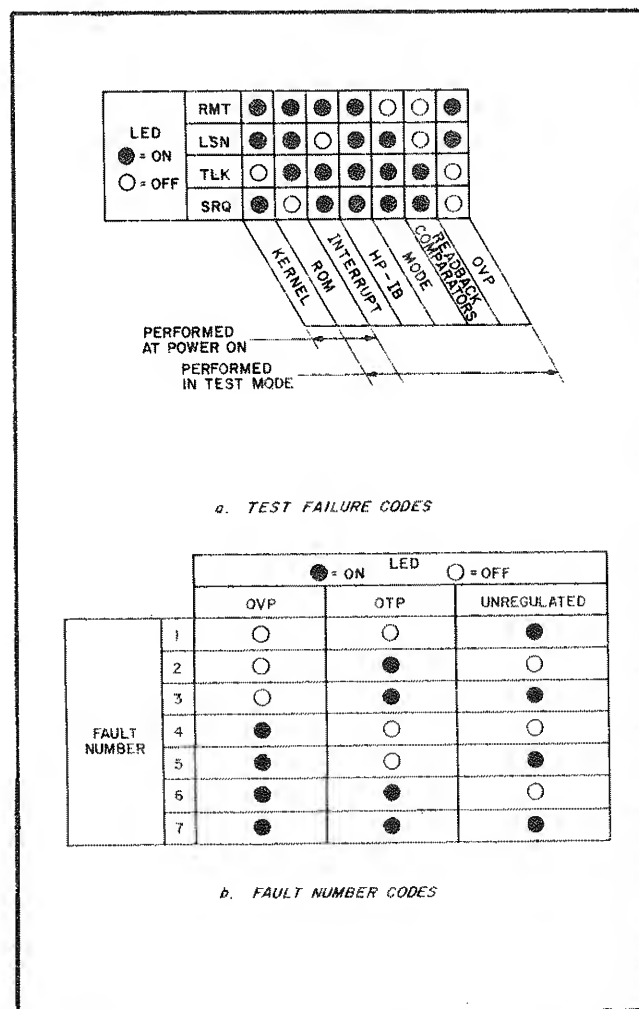 LED
● = ON
○ = OFF
RMT ● ● ● ● ○ ○ ●
LSN ● ● ○ ● ● ○ ●
TLK ○ ● ● ● ● ● ○
SRQ ● ○ ● ● ● ● ○
KERNEL
ROM
INTERRUPT
HP-IB
MODE
READBACK
COMPARATORS
OVP
PERFORMED
AT POWER ON
PERFORMED
IN TEST MODE
a. TEST FAILURE CODES
LED
● = ON ○ = OFF
OVP OTP UNREGULATED
FAULT
NUMBER
1 ○ ○ ●
2 ○ ● ○
3 ○ ● ●
4 ● ○ ○
5 ● ○ ●
6 ● ● ○
7 ● ● ●
b. FAULT NUMBER CODES